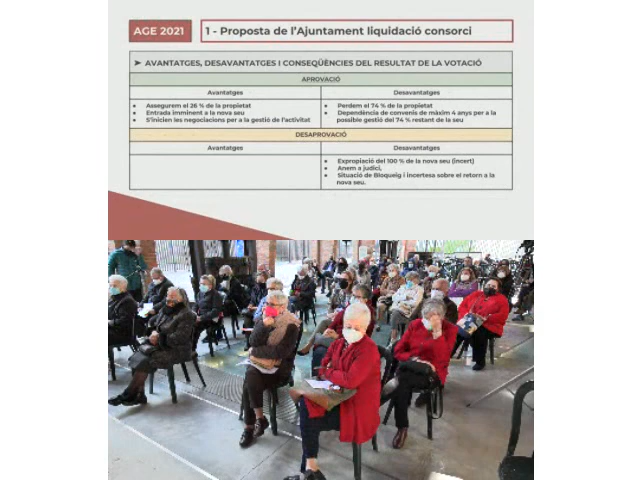 AGE 2021
1 - Proposta de l'Ajuntament liquidació consorci
➤ AVANTATGES, DESAVANTATGES I CONSEQÜÈNCIES DEL RESULTAT DE LA VOTACIÓ
APROVACIÓ
Avantatges
Desavantatges
• Assegurem el 26 % de la propietat
• Entrada imminent a la nova seu
• S'inicien les negociacions per a la gestió de l'activitat
• Perdem el 74 % de la propietat
• Dependència de convenis de màxim 4 anys per a la
possible gestió del 74 % restant de la seu
DESAPROVACIÓ
Avantatges
Desavantatges
• Expropiació del 100 % de la nova seu (incert)
• Anem a judici,
• Situació de Bloqueig i incertesa sobre el retorn a la
nova seu.